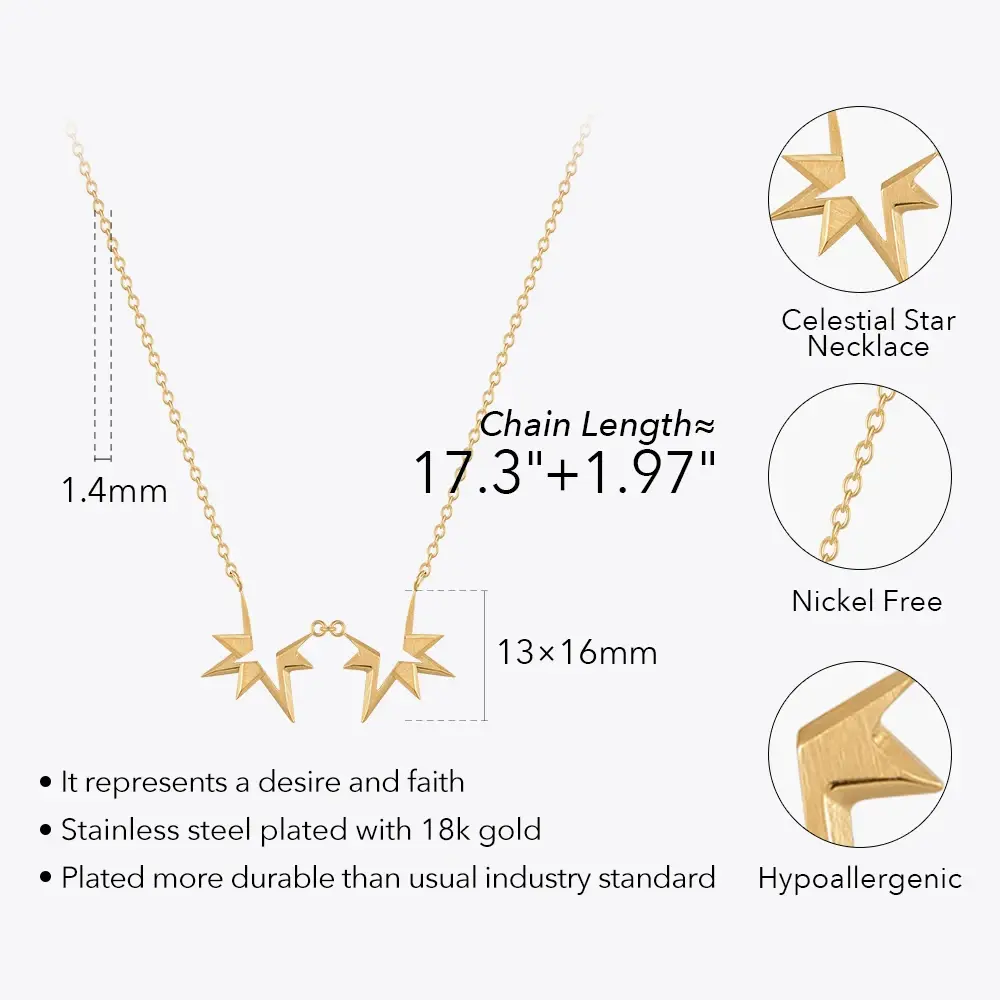 Celestial Star
Necklace
Chain Length≈
17.3"+1.97"
1.4mm
Nickel Free
13×16mm
• It represents a desire and faith
• Stainless steel plated with 18k gold
• Plated more durable than usual industry standard
Hypoallergenic